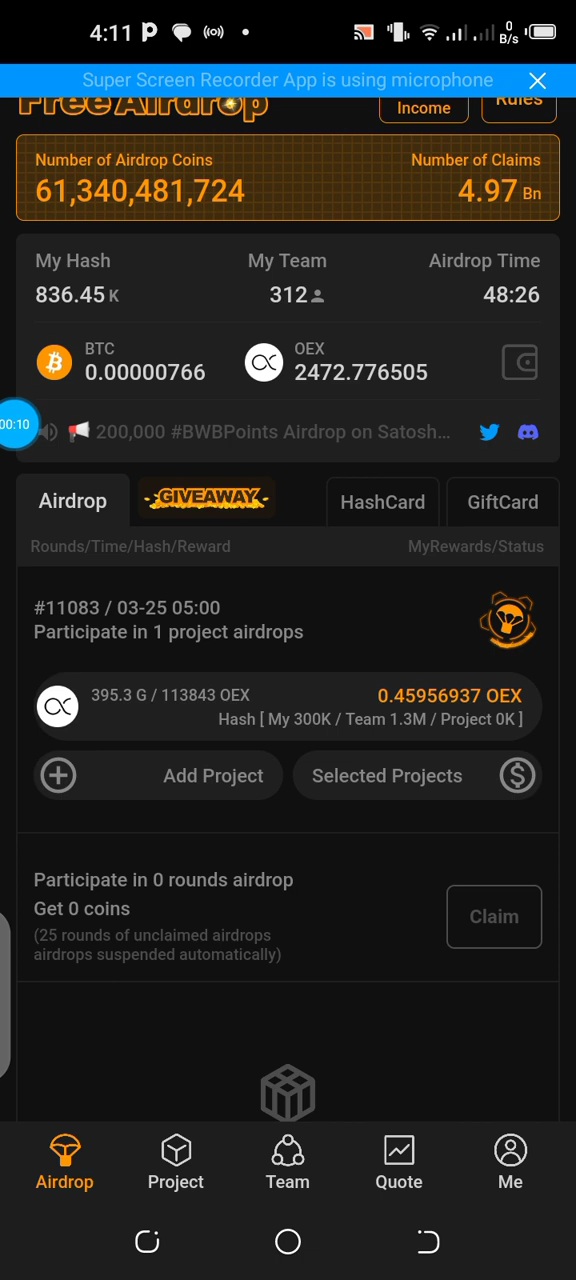 4:11
0
B/s
Super Screen Recorder App is using microphone
Free Airdrop
Income
Rules
Number of Airdrop Coins
Number of Claims
61,340,481,724
4.97 Bn
My Hash
My Team
Airdrop Time
836.45 K
312
48:26
BTC
0.00000766
OEX
2472.776505
00:10
200,000 #BWBPoints Airdrop on Satosh...
Airdrop
GIVEAWAY
HashCard
GiftCard
Rounds/Time/Hash/Reward
MyRewards/Status
#11083 / 03-25 05:00
Participate in 1 project airdrops
395.3 G / 113843 OEX
0.45956937 OEX
Hash [ My 300K / Team 1.3M / Project 0K ]
Add Project
Selected Projects
Participate in 0 rounds airdrop
Get 0 coins
(25 rounds of unclaimed airdrops
airdrops suspended automatically)
Claim
Airdrop
Project
Team
Quote
Me